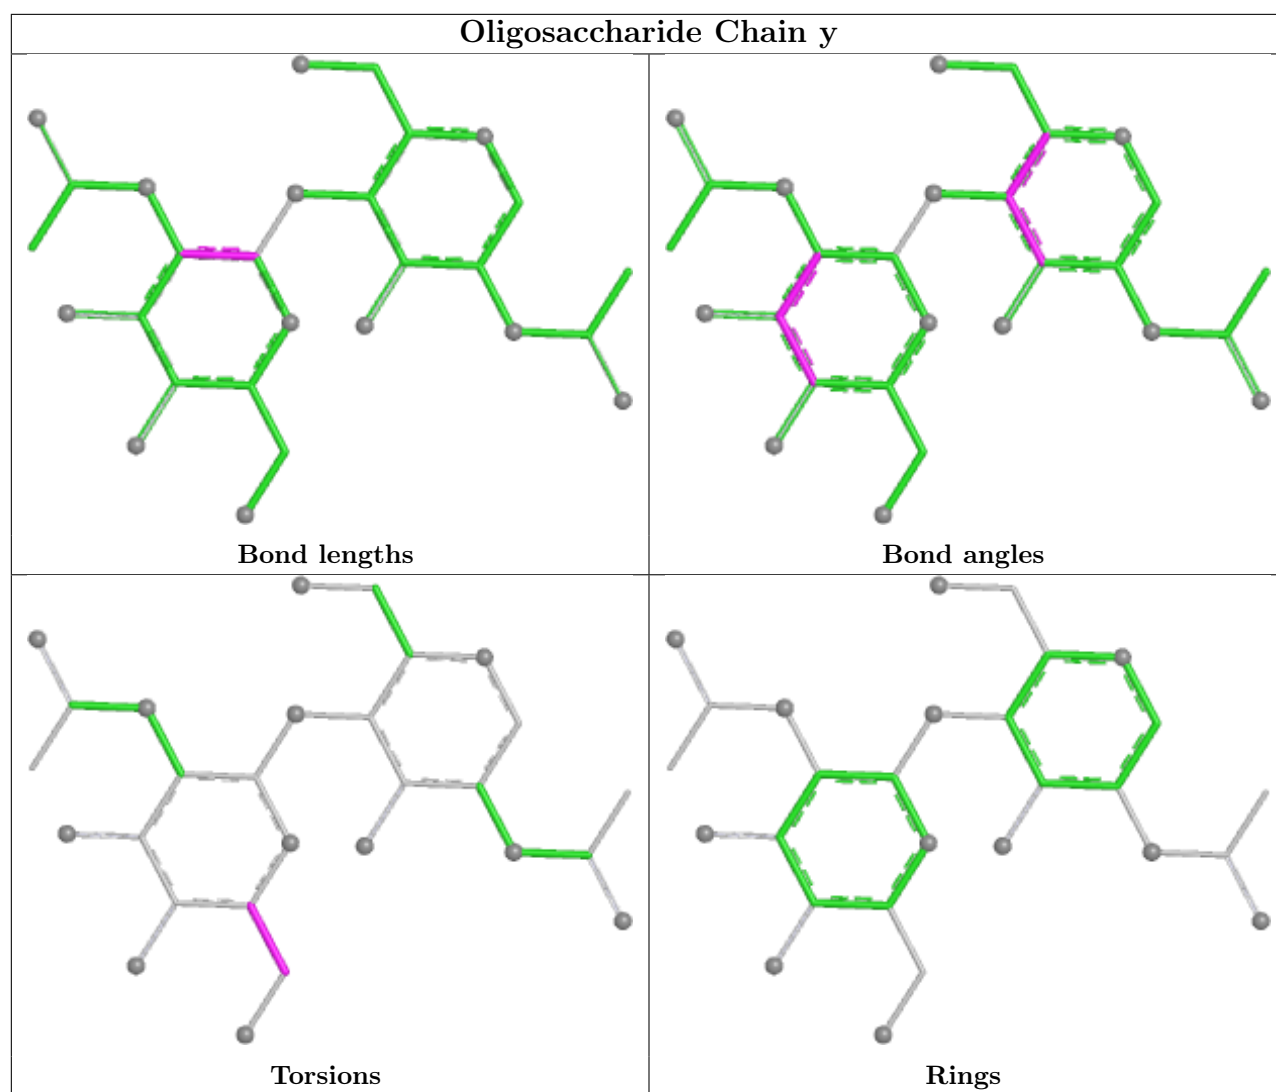 Oligosaccharide Chain y
Bond lengths
Bond angles
Torsions
Rings